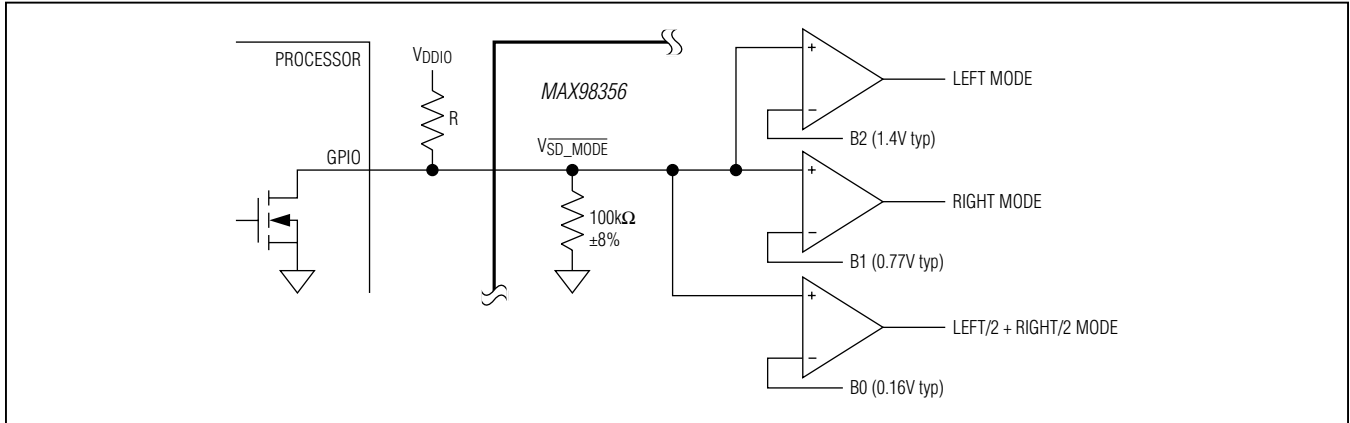 PROCESSOR
VDDIO
R
GPIO
MAX98356
VSD_MODE
100kΩ
±8%
+
−
LEFT MODE
B2 (1.4V typ)
+
−
RIGHT MODE
B1 (0.77V typ)
+
−
LEFT/2 + RIGHT/2 MODE
B0 (0.16V typ)